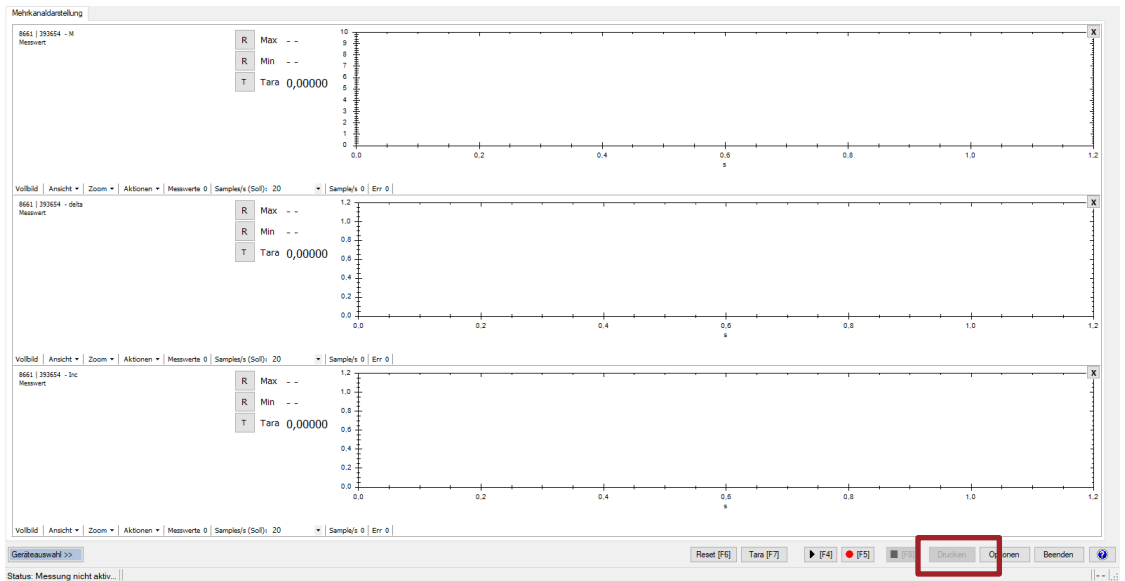 Mehrkanaldarstellung
8661 | 393654 - M
Messwert
R Max - -
R Min - -
T Tara 0,00000
10
9
8
7
6
5
4
3
2
1
0
X
0,0 0,2 0,4 0,6 0,8 1,0 1,2
s
Vollbild Ansicht Zoom Aktionen Messwerte 0 Samples/s (Soll): 20 Sample/s 0 Err 0
8661 | 393654 - delta
Messwert
R Max - -
R Min - -
T Tara 0,00000
1,2
1,0
0,8
0,6
0,4
0,2
0,0
X
0,0 0,2 0,4 0,6 0,8 1,0 1,2
s
Vollbild Ansicht Zoom Aktionen Messwerte 0 Samples/s (Soll): 20 Sample/s 0 Err 0
8661 | 393654 - Inc
Messwert
R Max - -
R Min - -
T Tara 0,00000
1,2
1,0
0,8
0,6
0,4
0,2
0,0
X
0,0 0,2 0,4 0,6 0,8 1,0 1,2
s
Vollbild Ansicht Zoom Aktionen Messwerte 0 Samples/s (Soll): 20 Sample/s 0 Err 0
Geräteauswahl >> Reset [F6] Tara [F7] [F4] [F5] Drucken Optionen Beenden ?
Status: Messung nicht aktiv... - -